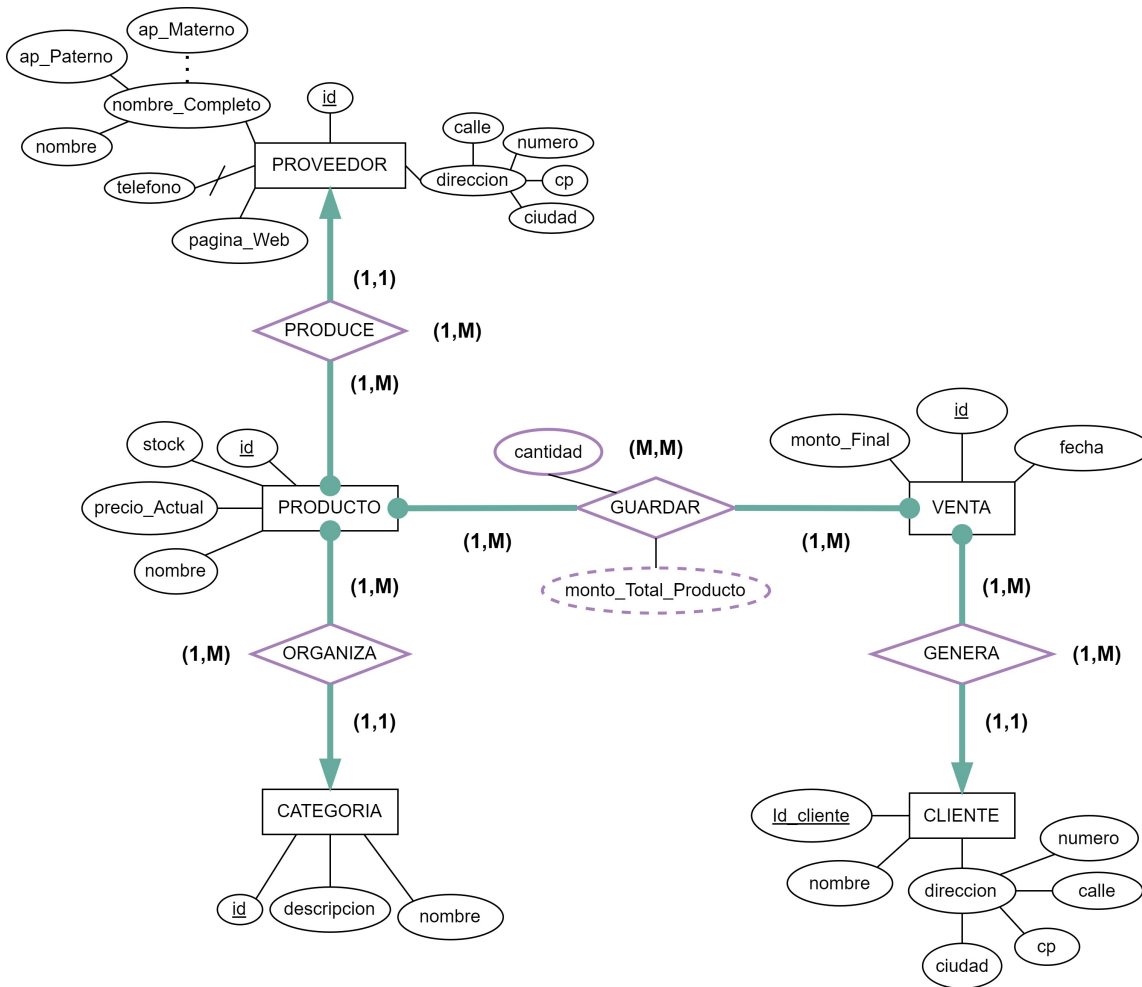 ap_Materno
ap_Paterno
nombre_Completo
id
nombre
calle
numero
PROVEEDOR
telefono
direccion
cp
ciudad
pagina_Web
(1,1)
PRODUCE
(1,M)
(1,M)
stock
id
cantidad
(M,M)
monto_Final
id
fecha
precio_Actual
PRODUCTO
GUARDAR
VENTA
(1,M)
(1,M)
nombre
(1,M)
monto_Total_Producto
(1,M)
(1,M)
ORGANIZA
GENERA
(1,M)
(1,1)
(1,1)
CATEGORIA
Id_cliente
CLIENTE
numero
nombre
direccion
calle
id
descripcion
nombre
cp
ciudad